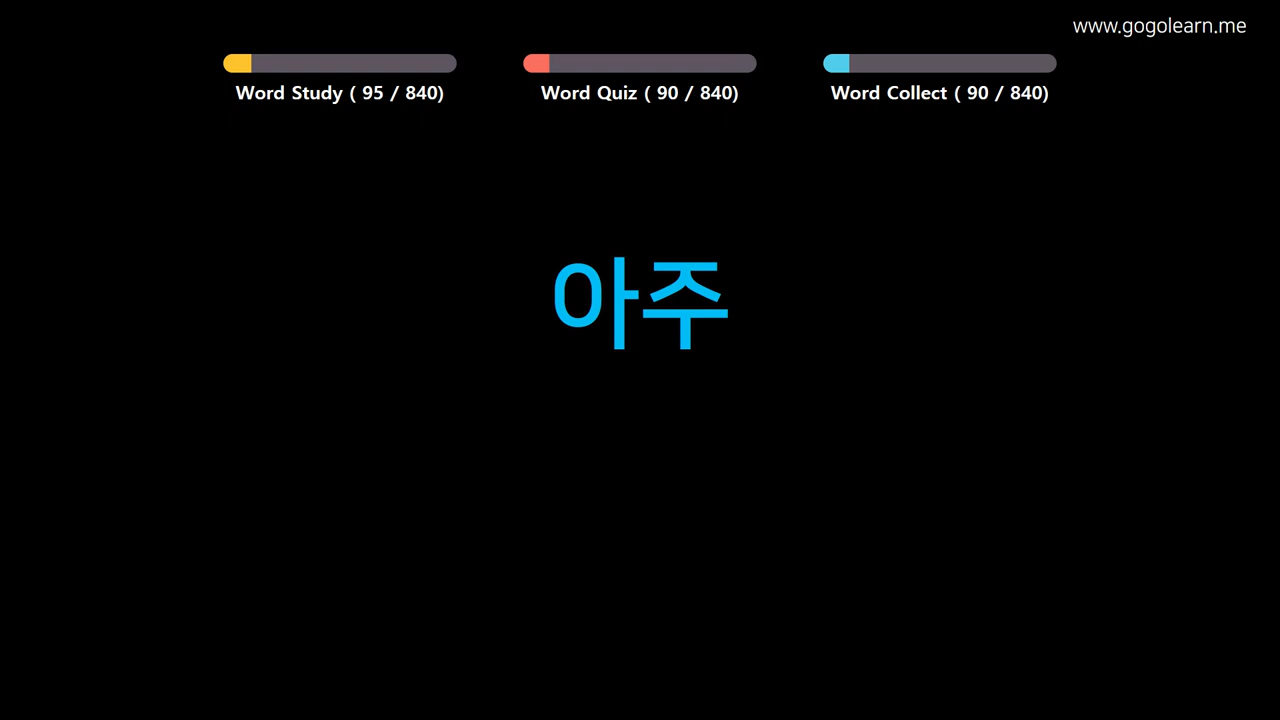 www.gogolearn.me
Word Study ( 95 / 840)
Word Quiz ( 90 / 840)
Word Collect ( 90 / 840)
아주